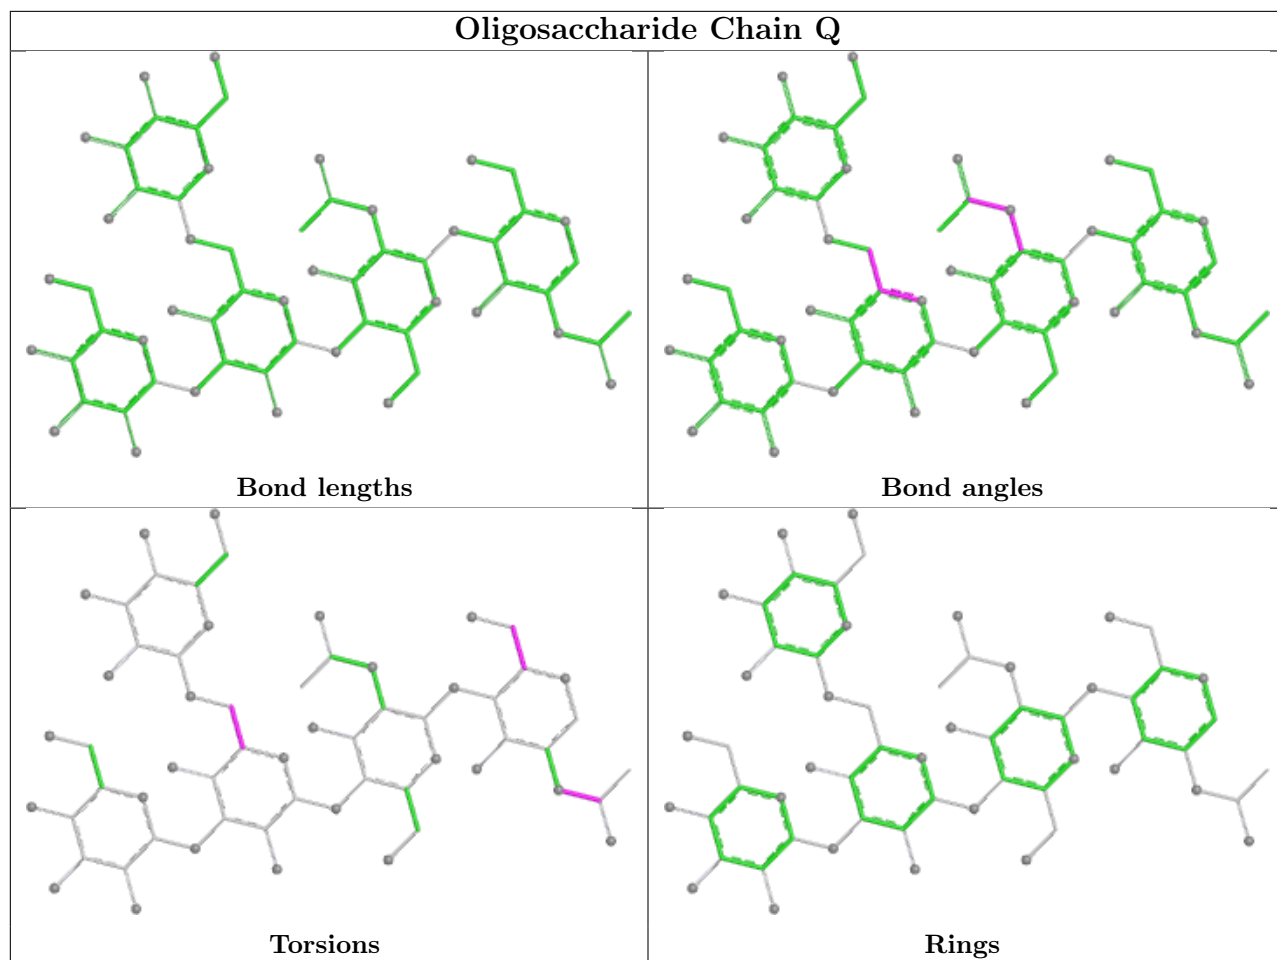 Oligosaccharide Chain Q
Bond lengths
Bond angles
Torsions
Rings